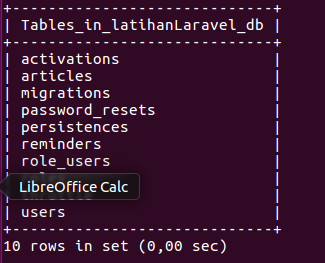 +-----------------------------+
| Tables_in_latihanLaravel_db |
+-----------------------------+
| activations |
| articles |
| migrations |
| password_resets |
| persistences |
| reminders |
| role_users |
LibreOffice Calc
| users |
+-----------------------------+
10 rows in set (0,00 sec)